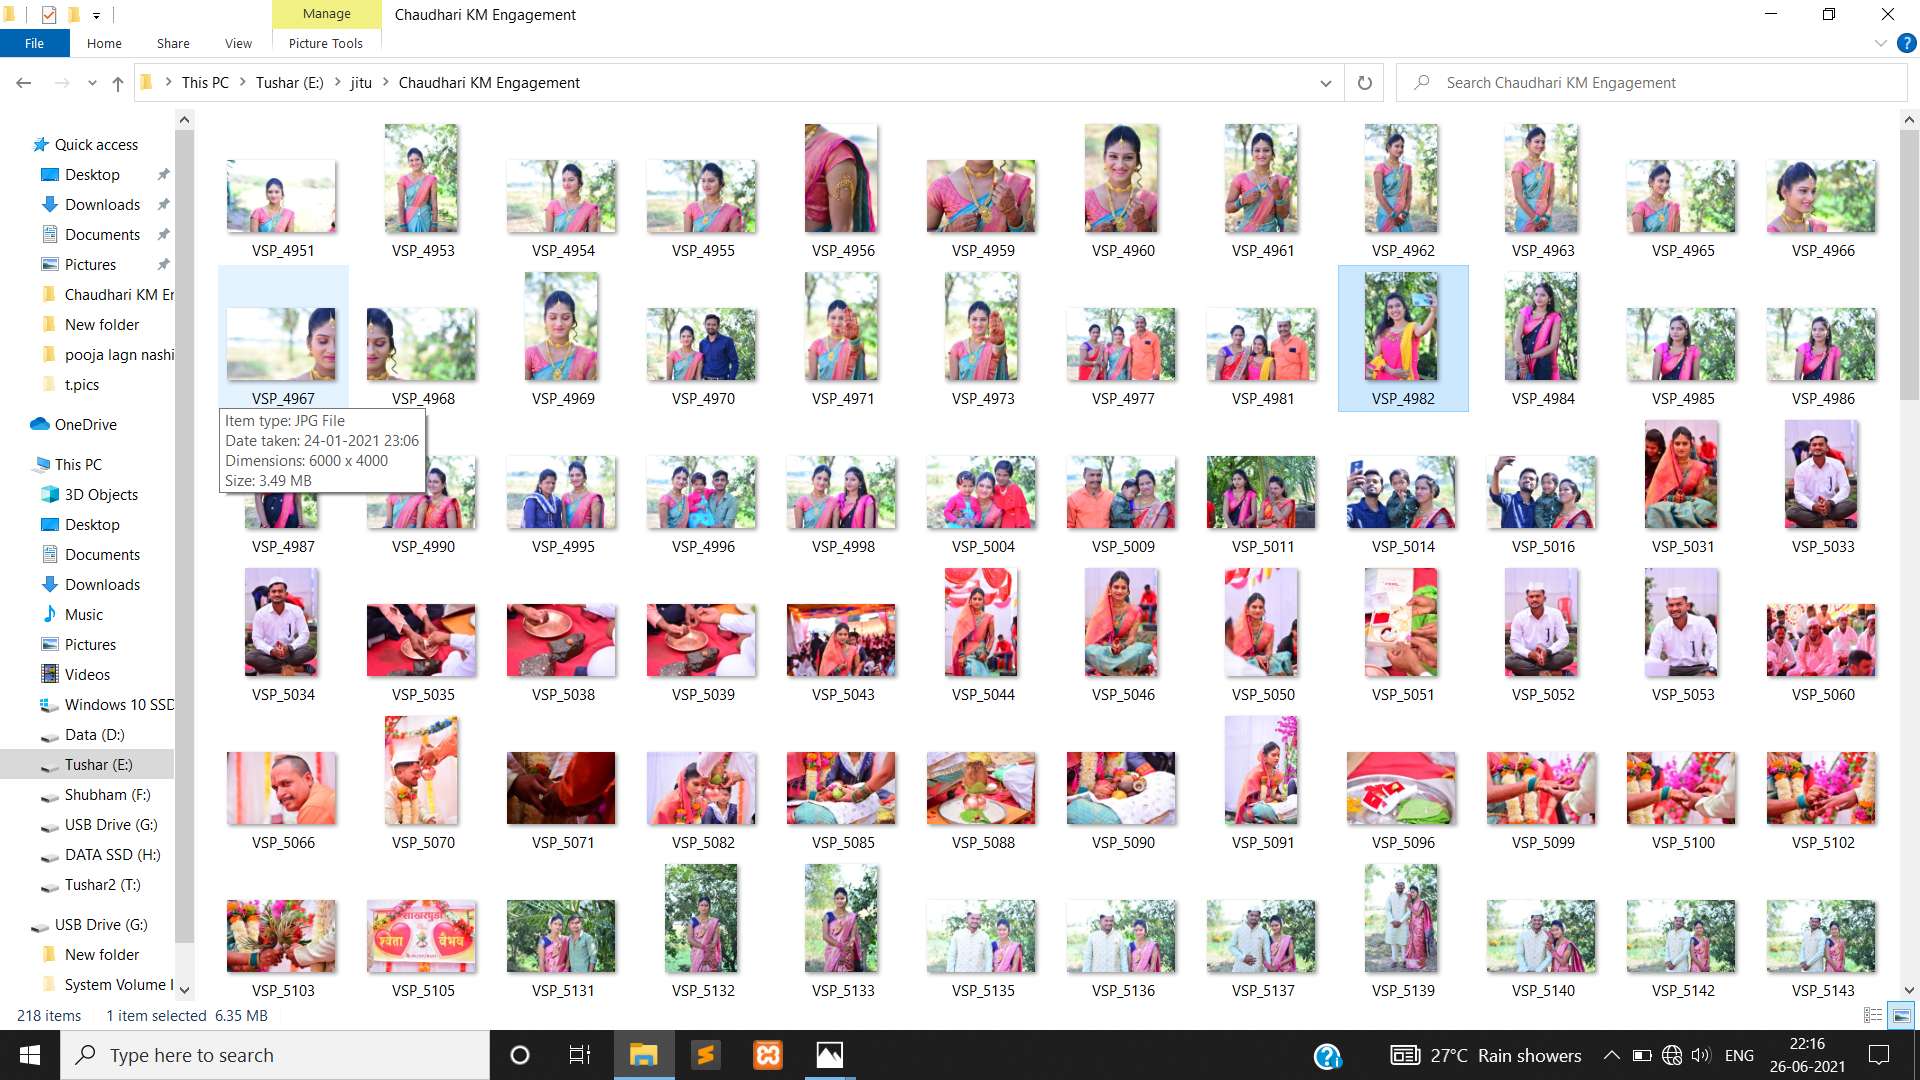 Manage
Chaudhari KM Engagement
File
Home
Share
View
Picture Tools
This PC
Tushar (E:)
jitu
Chaudhari KM Engagement
Search Chaudhari KM Engagement
Quick access
Desktop
Downloads
Documents
Pictures
Chaudhari KM Er
New folder
pooja lagn nashi
t.pics
OneDrive
This PC
3D Objects
Desktop
Documents
Downloads
Music
Pictures
Videos
Windows 10 SSD
Data (D:)
Tushar (E:)
Shubham (F:)
USB Drive (G:)
DATA SSD (H:)
Tushar2 (T:)
USB Drive (G:)
New folder
System Volume I
VSP_4951 VSP_4953 VSP_4954 VSP_4955 VSP_4956 VSP_4959 VSP_4960 VSP_4961 VSP_4962 VSP_4963 VSP_4965 VSP_4966
VSP_4967 VSP_4968 VSP_4969 VSP_4970 VSP_4971 VSP_4973 VSP_4977 VSP_4981 VSP_4982 VSP_4984 VSP_4985 VSP_4986
Item type: JPG File
Date taken: 24-01-2021 23:06
Dimensions: 6000 x 4000
Size: 3.49 MB
VSP_4987 VSP_4990 VSP_4995 VSP_4996 VSP_4998 VSP_5004 VSP_5009 VSP_5011 VSP_5014 VSP_5016 VSP_5031 VSP_5033
VSP_5034 VSP_5035 VSP_5038 VSP_5039 VSP_5043 VSP_5044 VSP_5046 VSP_5050 VSP_5051 VSP_5052 VSP_5053 VSP_5060
VSP_5066 VSP_5070 VSP_5071 VSP_5082 VSP_5085 VSP_5088 VSP_5090 VSP_5091 VSP_5096 VSP_5099 VSP_5100 VSP_5102
साखरपुडा
श्वेता वैभव
VSP_5103 VSP_5105 VSP_5131 VSP_5132 VSP_5133 VSP_5135 VSP_5136 VSP_5137 VSP_5139 VSP_5140 VSP_5142 VSP_5143
218 items 1 item selected 6.35 MB
Type here to search
27°C Rain showers
ENG
22:16
26-06-2021